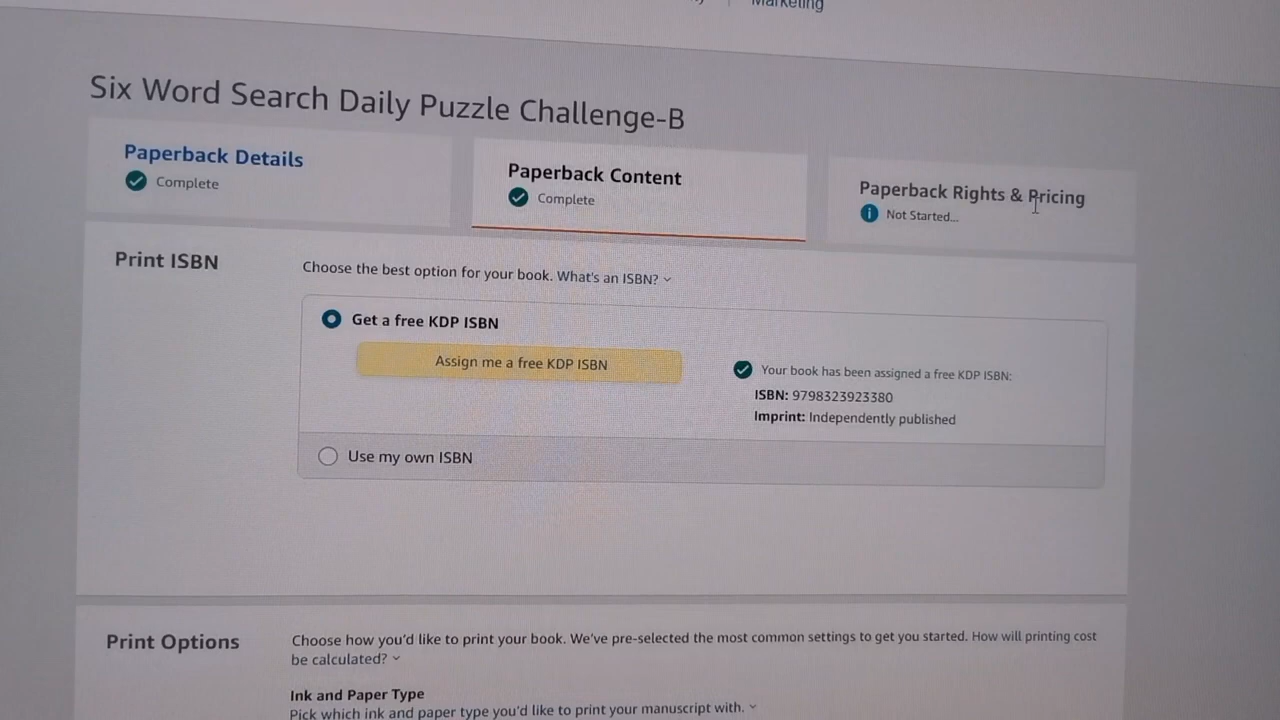 Marketing
Six Word Search Daily Puzzle Challenge-B
Paperback Details
Complete
Paperback Content
Complete
Paperback Rights & Pricing
Not Started...
Print ISBN
Choose the best option for your book. What's an ISBN?
Get a free KDP ISBN
Assign me a free KDP ISBN
Your book has been assigned a free KDP ISBN:
ISBN: 9798323923380
Imprint: Independently published
Use my own ISBN
Print Options
Choose how you'd like to print your book. We've pre-selected the most common settings to get you started. How will printing cost
be calculated?
Ink and Paper Type
Pick which ink and paper type you'd like to print your manuscript with.